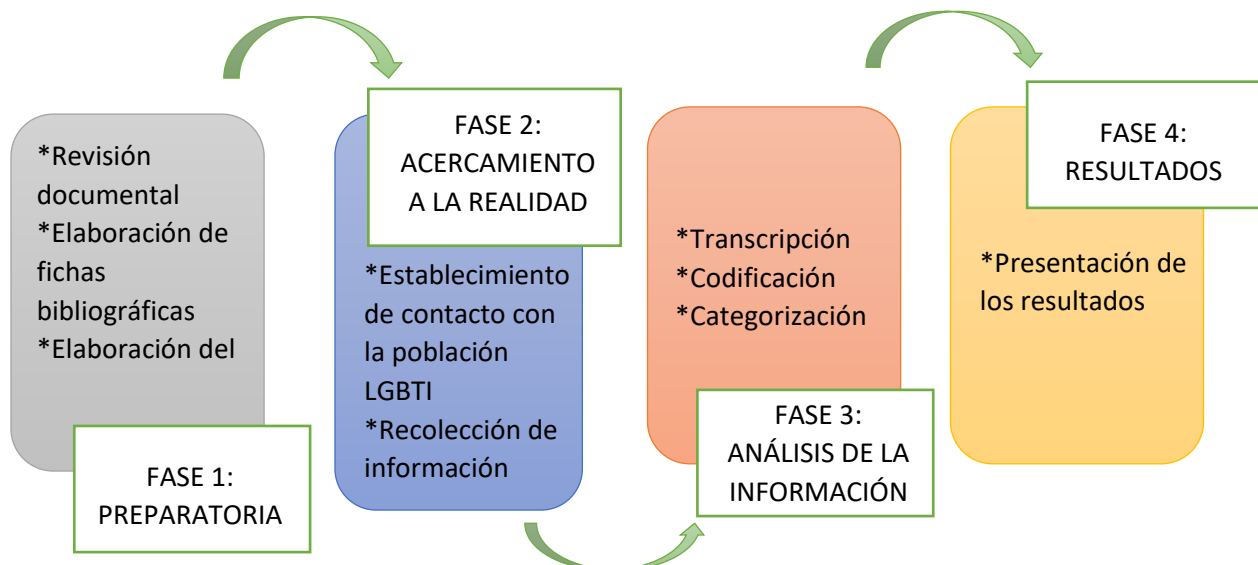 *Revisión
documental
*Elaboración de
fichas
bibliográficas
*Elaboración del
FASE 1:
PREPARATORIA
FASE 2:
ACERCAMIENTO
A LA REALIDAD
*Establecimiento
de contacto con
la población
LGBTI
*Recolección de
información
*Transcripción
*Codificación
*Categorización
FASE 3:
ANÁLISIS DE LA
INFORMACIÓN
FASE 4:
RESULTADOS
*Presentación de
los resultados